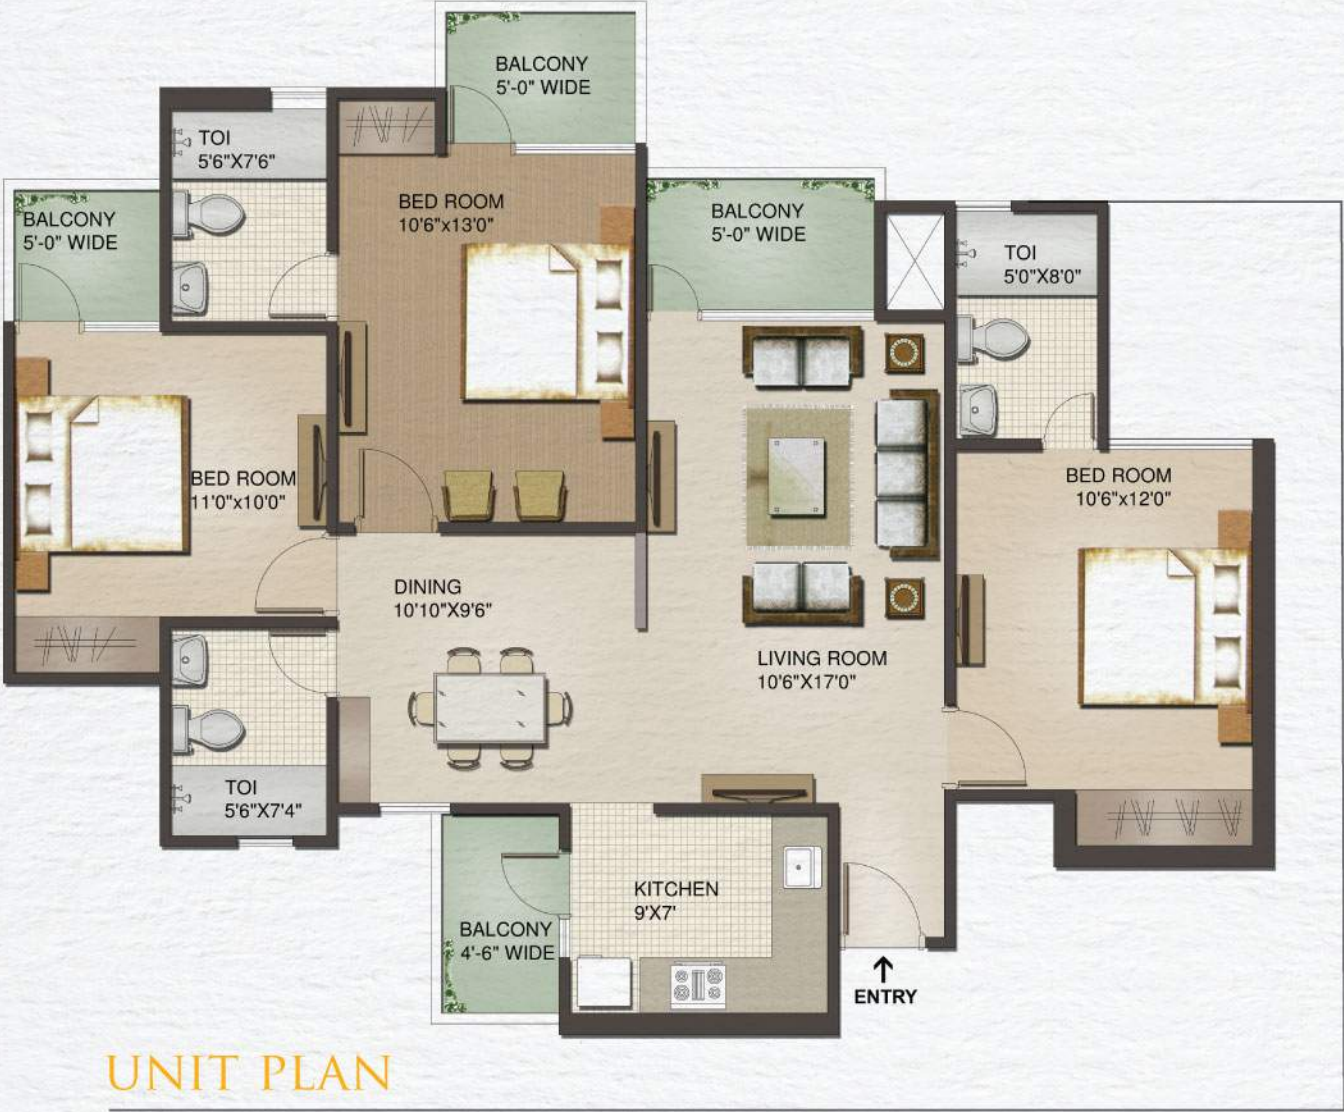 BALCONY
5'-0" WIDE
TOI
5'6"X7'6"
BED ROOM
10'6"x13'0"
BALCONY
5'-0" WIDE
BALCONY
5'-0" WIDE
TOI
5'0"X8'0"
BED ROOM
11'0"x10'0"
BED ROOM
10'6"x12'0"
DINING
10'10"X9'6"
LIVING ROOM
10'6"X17'0"
TOI
5'6"X7'4"
KITCHEN
9'X7'
BALCONY
4'-6" WIDE
ENTRY
UNIT PLAN